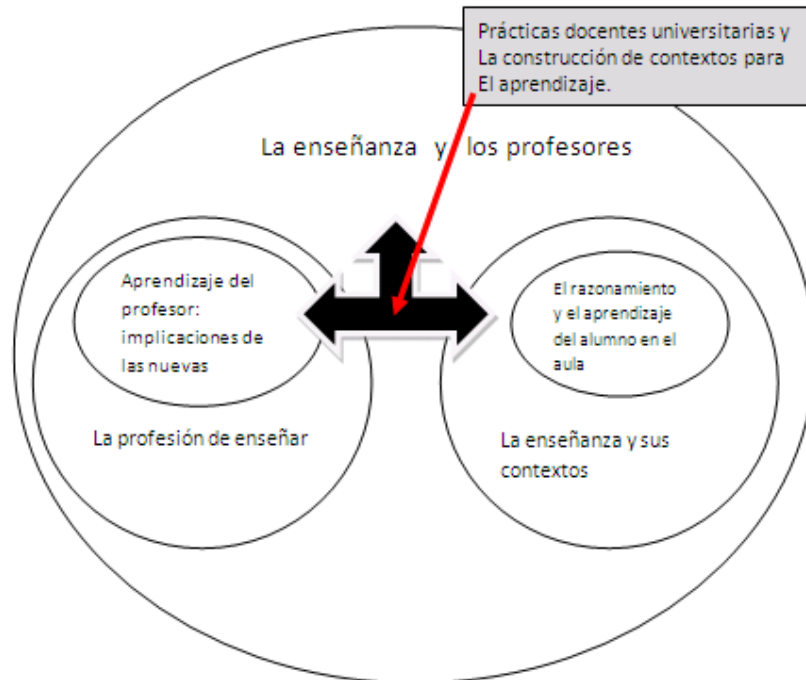 Prácticas docentes universitarias y
La construcción de contextos para
El aprendizaje.
La enseñanza y los profesores
Aprendizaje del
profesor:
implicaciones de
las nuevas
La profesión de enseñar
El razonamiento
y el aprendizaje
del alumno en el
aula
La enseñanza y sus
contextos